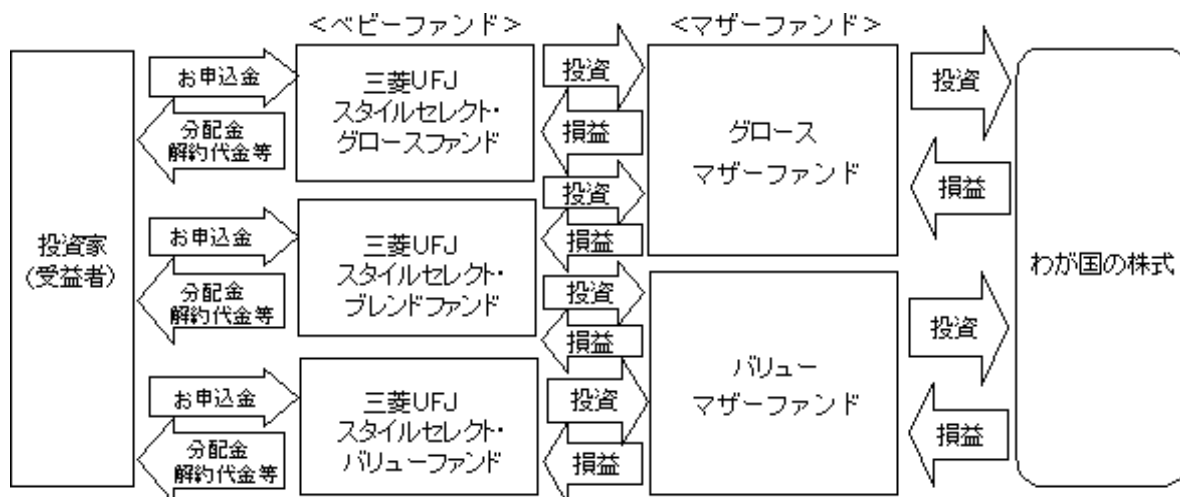 ＜ベビーファンド＞
＜マザーファンド＞
投資家
(受益者)
お申込金
分配金
解約代金等
三菱UFJ
スタイルセレクト・
グロースファンド
投資
損益
投資
損益
お申込金
分配金
解約代金等
三菱UFJ
スタイルセレクト・
ブレンドファンド
投資
損益
お申込金
分配金
解約代金等
三菱UFJ
スタイルセレクト・
バリューファンド
投資
損益
グロース
マザーファンド
投資
損益
バリュー
マザーファンド
投資
損益
わが国の株式